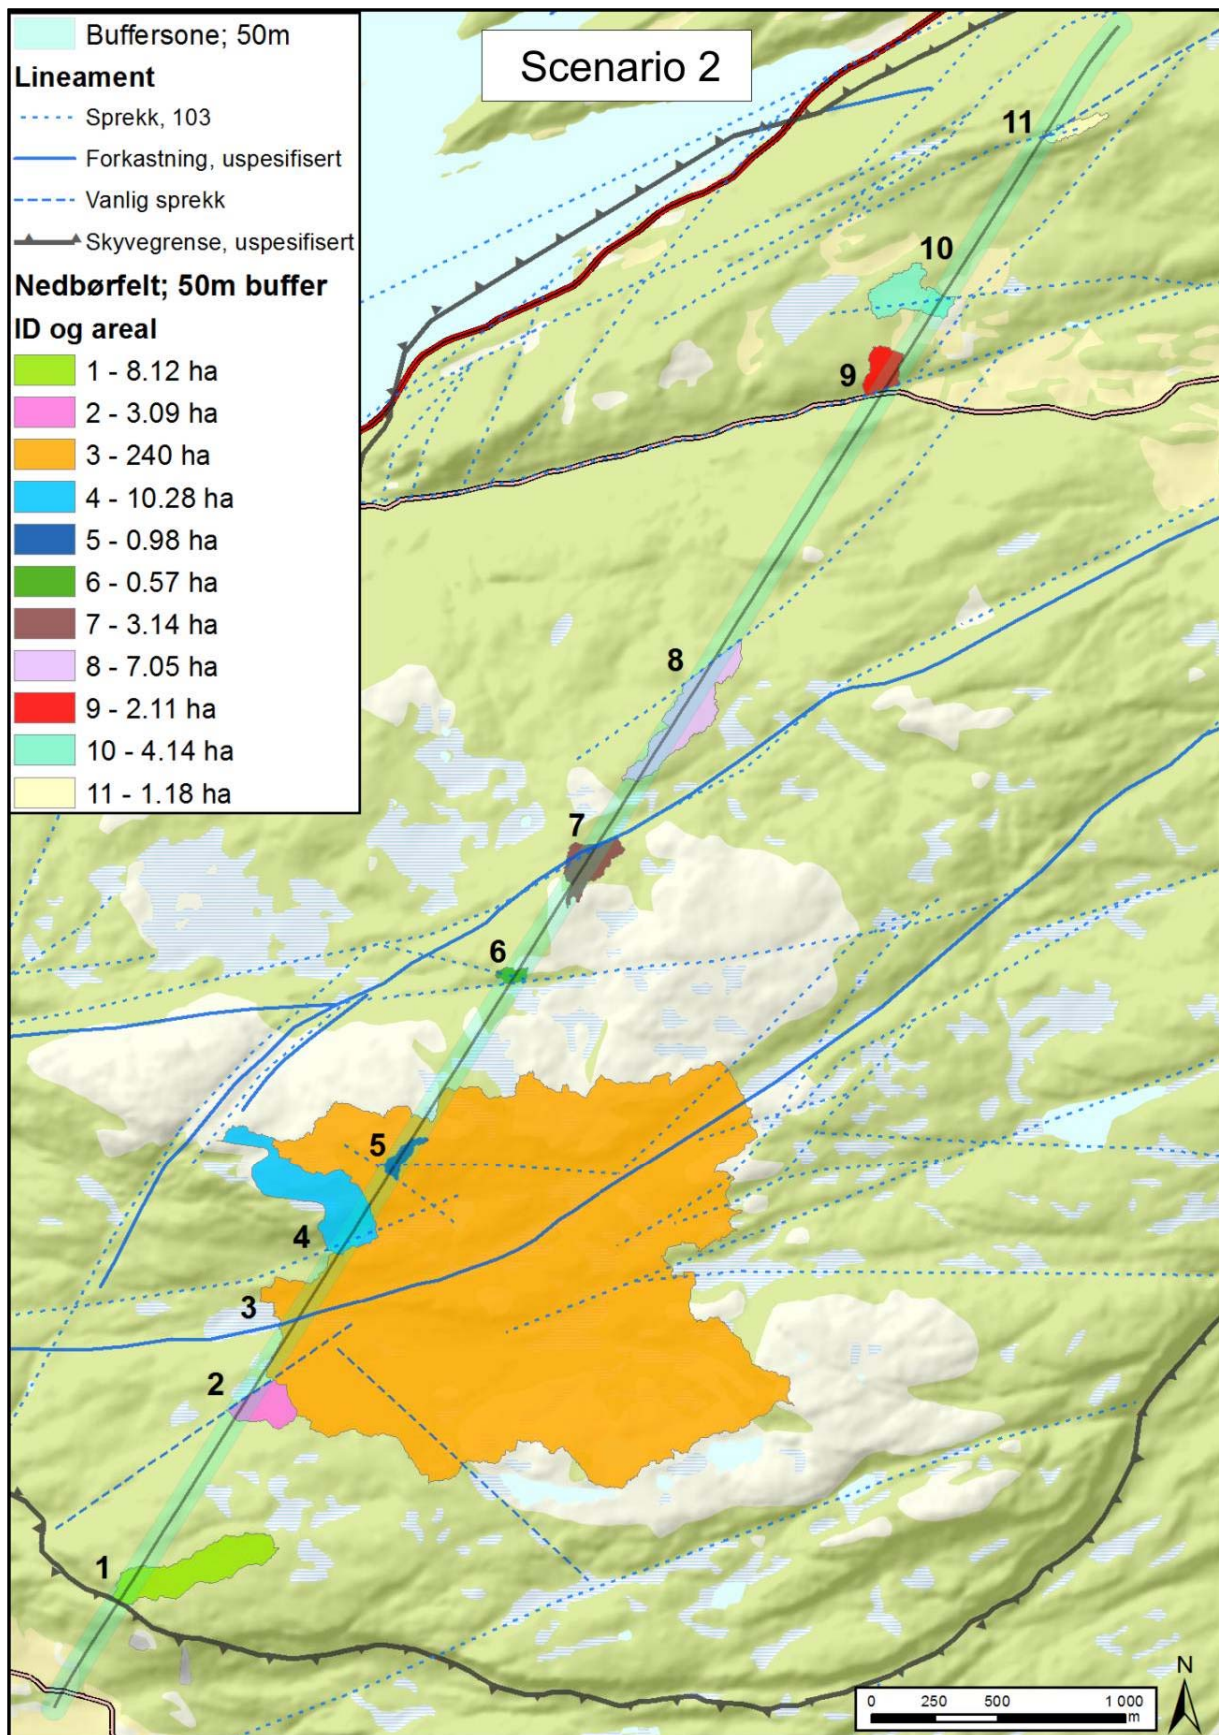 Buffersone; 50m
Lineament
Sprekk, 103
Forkastning, uspesifisert
Vanlig sprekk
Skyvegrense, uspesifisert
Nedbørfelt; 50m buffer
ID og areal
1 - 8.12 ha
2 - 3.09 ha
3 - 240 ha
4 - 10.28 ha
5 - 0.98 ha
6 - 0.57 ha
7 - 3.14 ha
8 - 7.05 ha
9 - 2.11 ha
10 - 4.14 ha
11 - 1.18 ha
Scenario 2
11
10
9
8
7
6
5
4
3
2
1
0 250 500 1 000
m
N